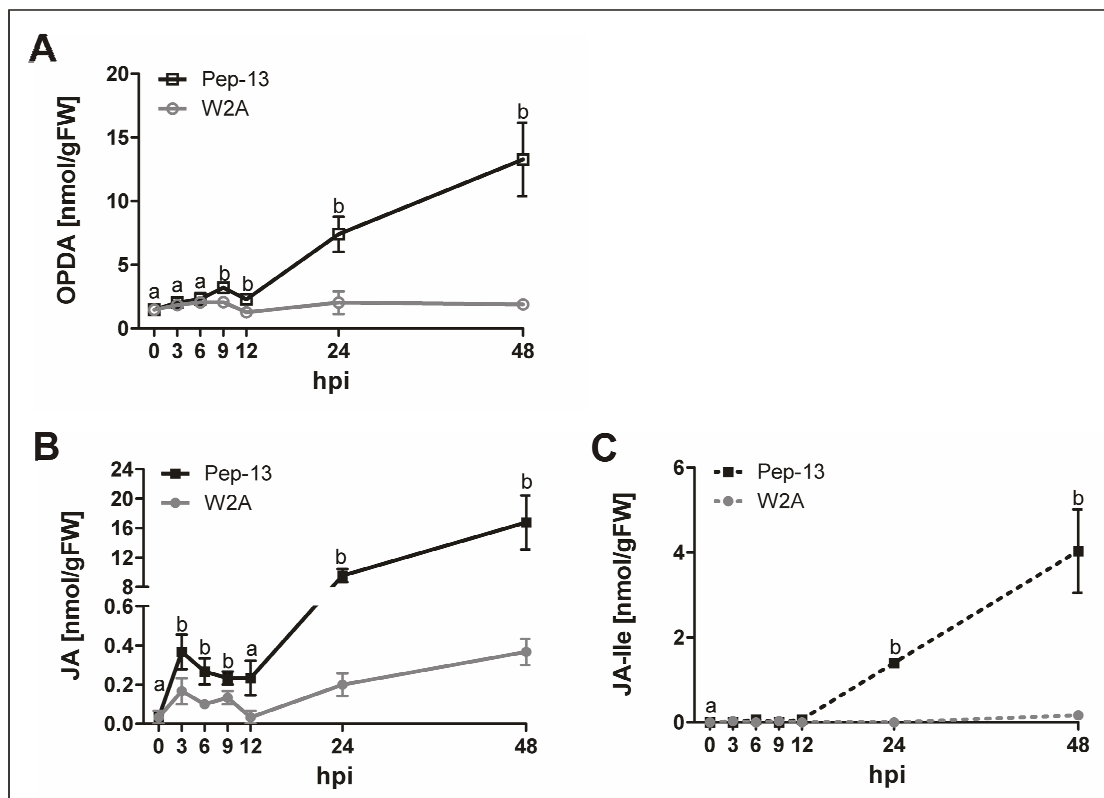 A
Pep-13
W2A
OPDA [nmol/gFW]
20
15
10
5
0
a a a b b b b
0 3 6 9 12 24 48
hpi
B
Pep-13
W2A
JA [nmol/gFW]
24
20
16
12
8
0.6
0.4
0.2
0.0
a b b b a b b
0 3 6 9 12 24 48
hpi
C
Pep-13
W2A
JA-Ile [nmol/gFW]
6
4
2
0
a b b
0 3 6 9 12 24 48
hpi